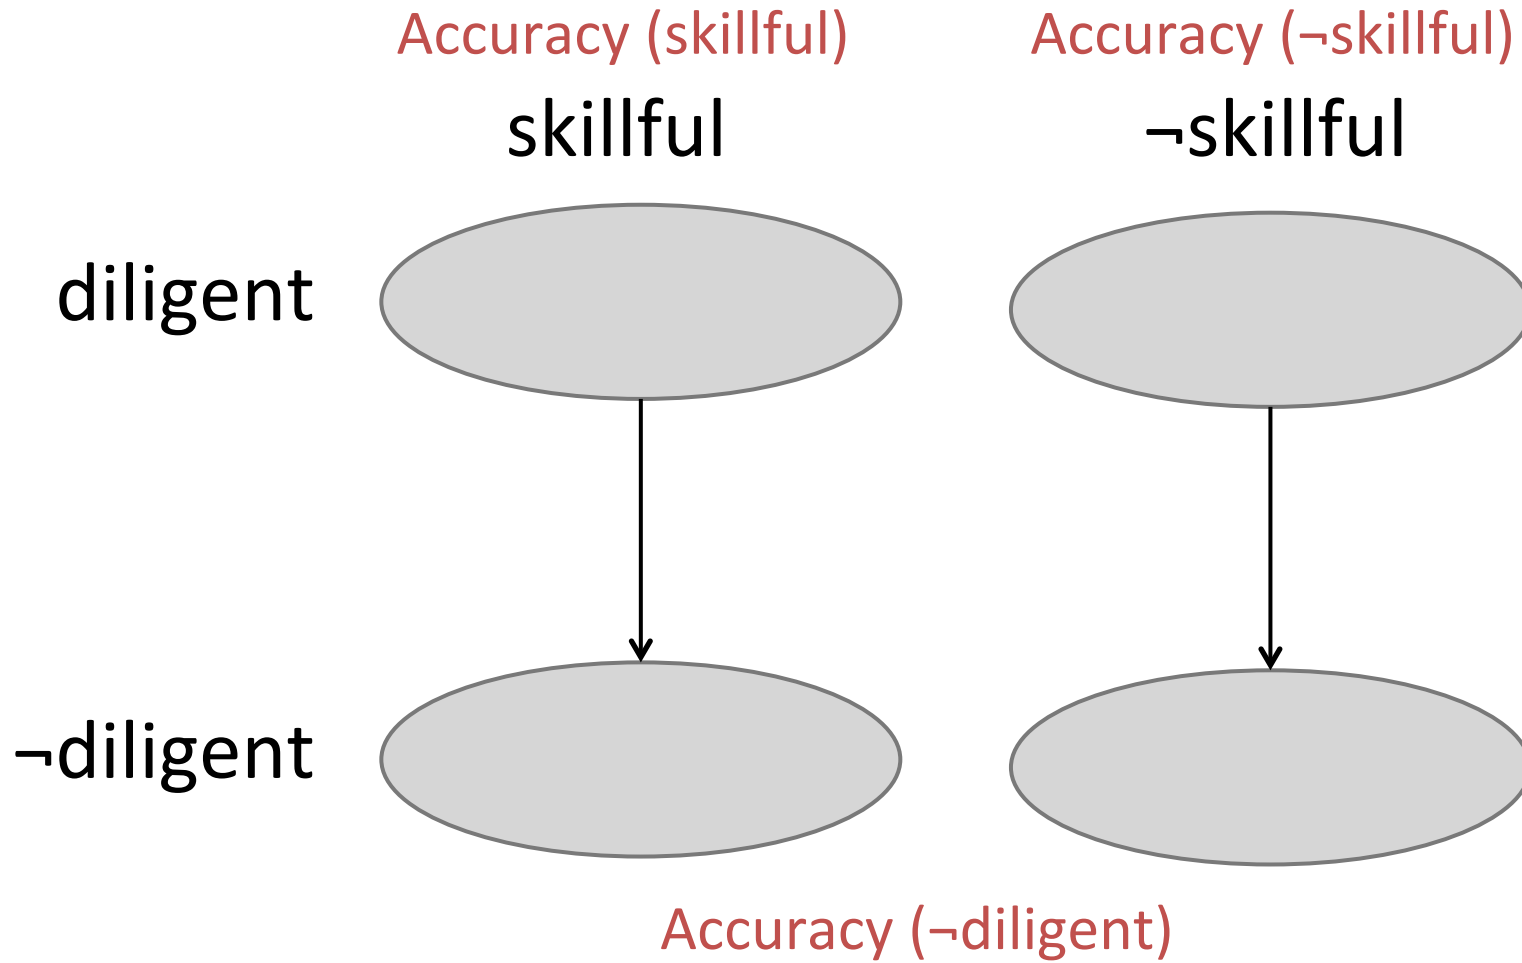 Accuracy (skillful) Accuracy (¬skillful)
skillful ¬skillful
diligent
¬diligent
Accuracy (¬diligent)